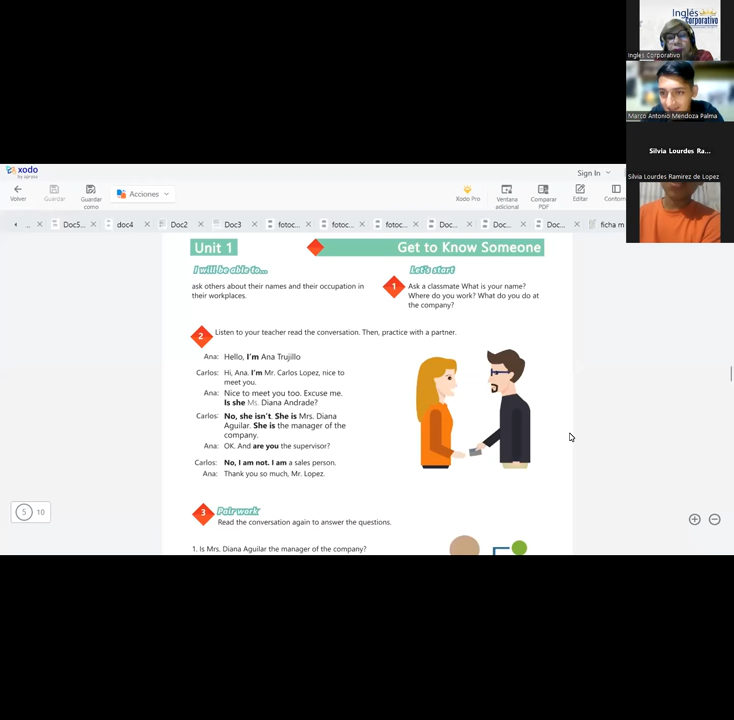 Inglés
Corporativo
Inglés Corporativo
Marco Antonio Mendoza Palma
Silvia Lourdes Ra...
Silvia Lourdes Ramirez de Lopez
xodo
by apryse
Sign In
Volver
Guardar
Guardar como
Acciones
Xodo Pro
Ventana adicional
Comparar PDF
Editar
.. × Doc5... × doc4 × Doc2 × Doc3 × fotoc... × fotoc... × fotoc... × Doc... × Doc... × Doc... × ficha m
Unit 1
Get to Know Someone
I will be able to...
ask others about their names and their occupation in
their workplaces.
Let's start
1 Ask a classmate What is your name?
Where do you work? What do you do at
the company?
2 Listen to your teacher read the conversation. Then, practice with a partner.
Ana: Hello, I'm Ana Trujillo
Carlos: Hi, Ana. I'm Mr. Carlos Lopez, nice to
meet you.
Ana: Nice to meet you too. Excuse me.
Is she Ms. Diana Andrade?
Carlos: No, she isn't. She is Mrs. Diana
Aguilar. She is the manager of the
company.
Ana: OK. And are you the supervisor?
Carlos: No, I am not. I am a sales person.
Ana: Thank you so much, Mr. Lopez.
3 Pair work
Read the conversation again to answer the questions.
1. Is Mrs. Diana Aguilar the manager of the company?
5 10